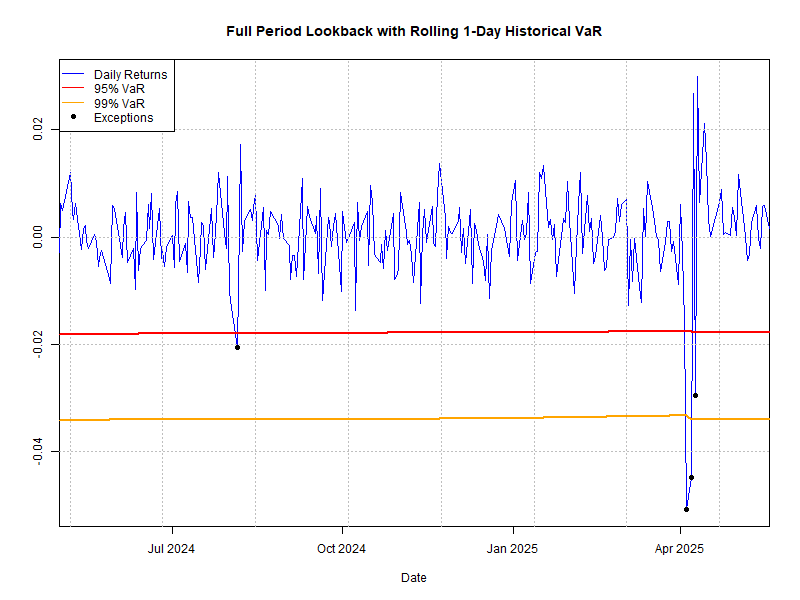 Full Period Lookback with Rolling 1-Day Historical VaR
Daily Returns
95% VaR
99% VaR
Exceptions
0.02
0.00
-0.02
-0.04
Jul 2024
Oct 2024
Jan 2025
Apr 2025
Date